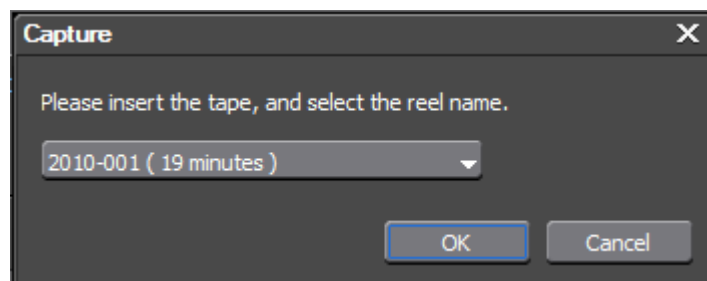 Capture
Please insert the tape, and select the reel name.
2010-001 ( 19 minutes )
OK Cancel